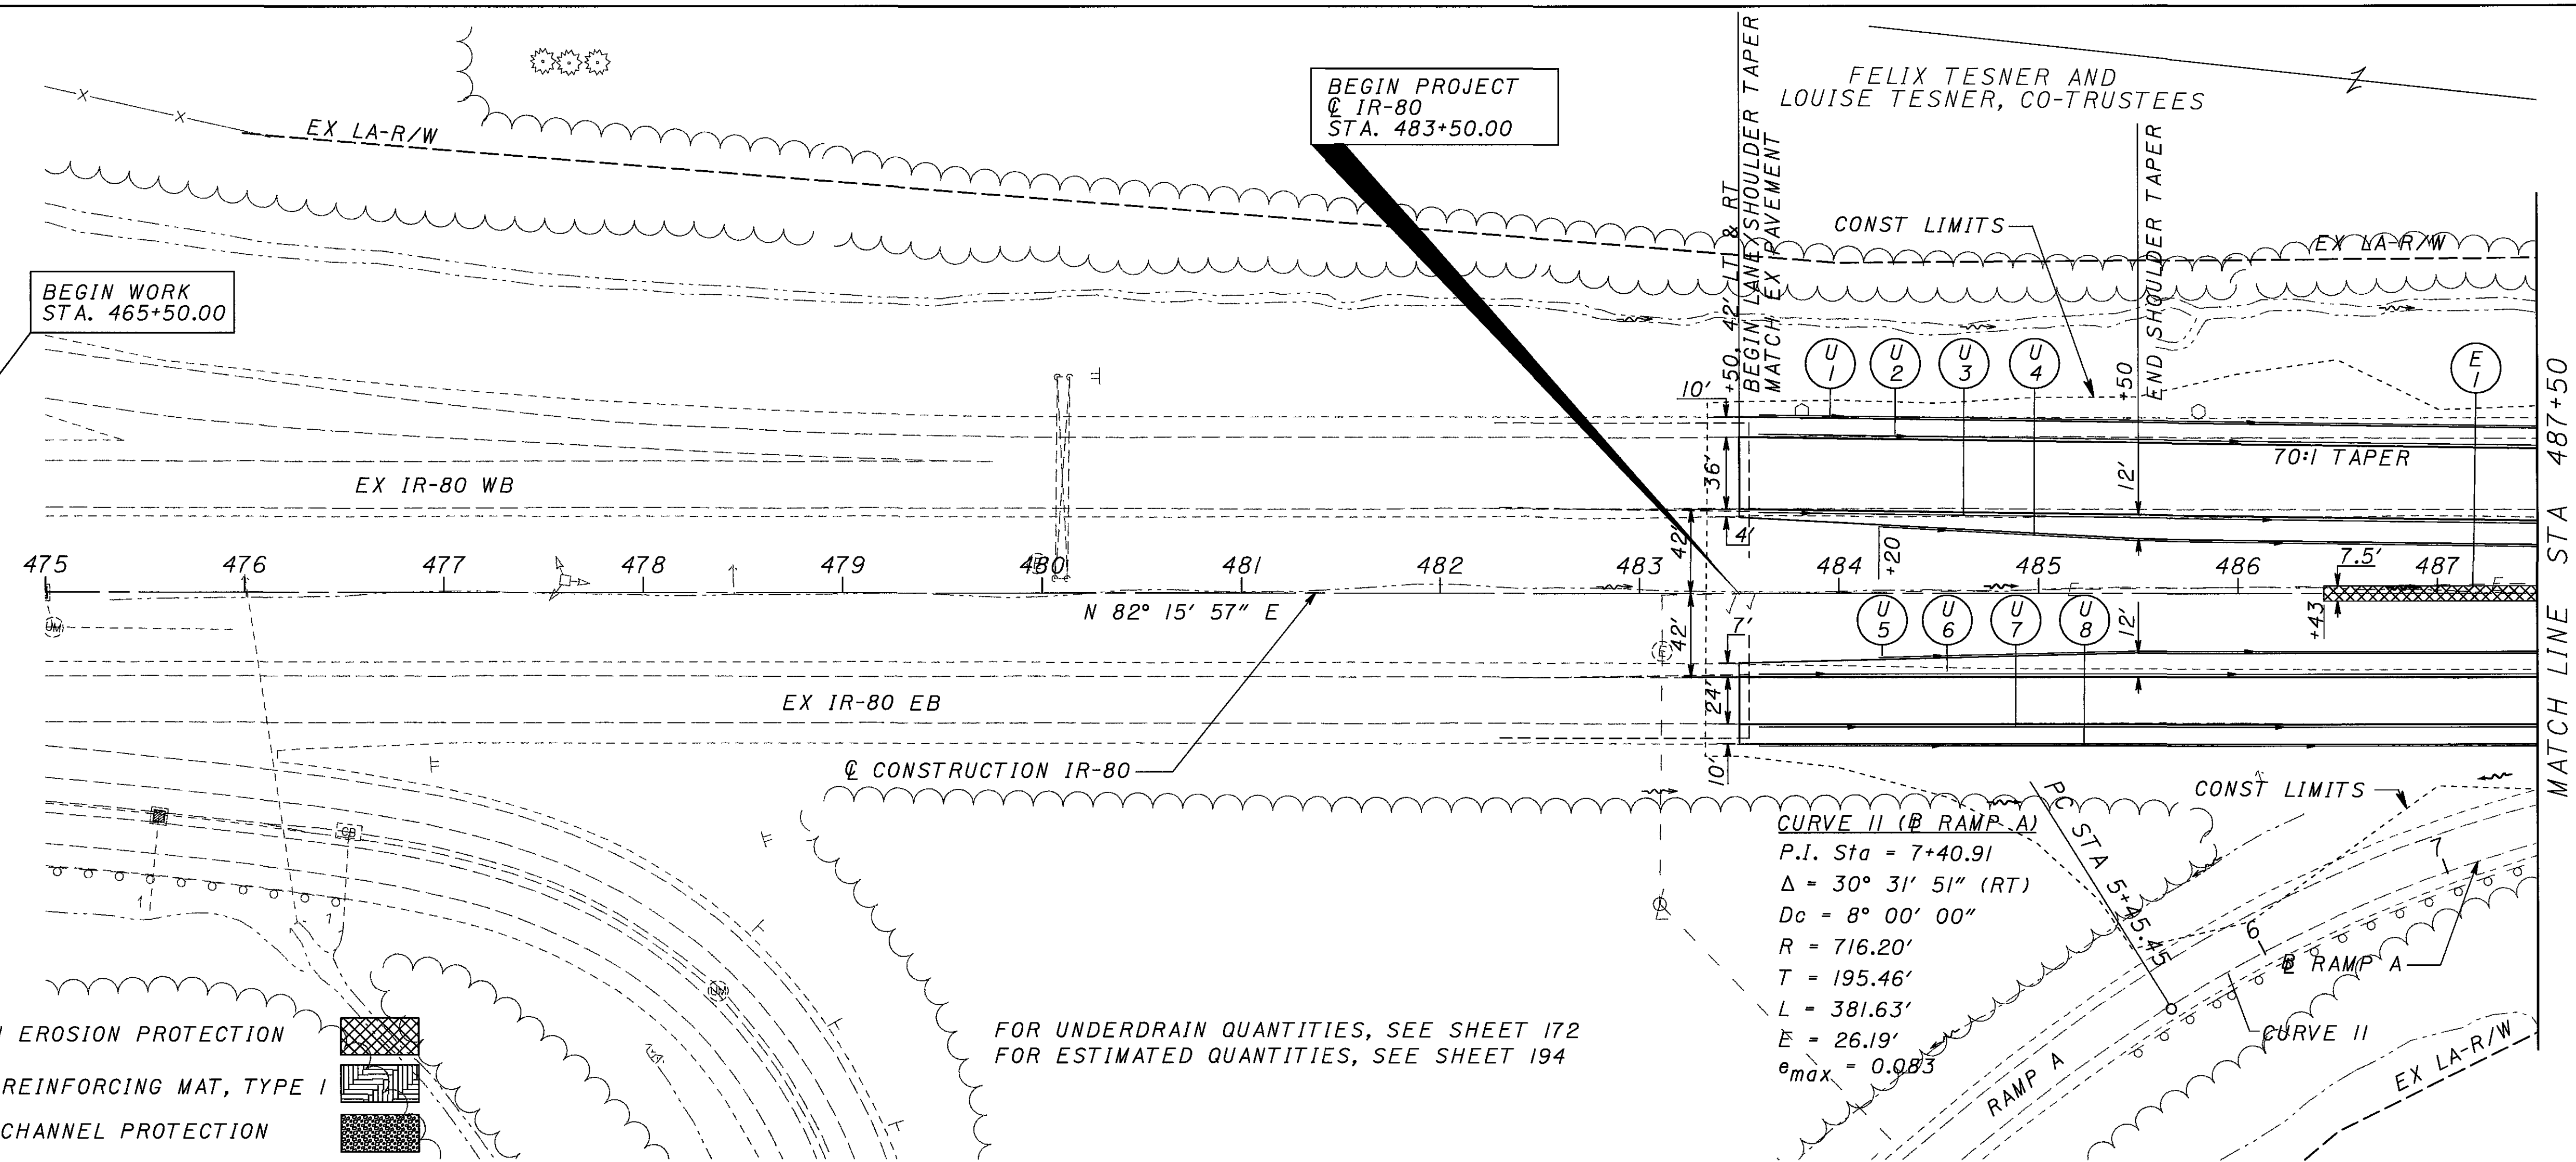 BEGIN PROJECT
℄ IR-80
STA. 483+50.00
FELIX TESNER AND
LOUISE TESNER, CO-TRUSTEES
EX LA-R/W
CONST LIMITS
EX LA-R/W
BEGIN WORK
STA. 465+50.00
+50, 42' LT & RT
BEGIN LANE/SHOULDER TAPER
MATCH EX PAVEMENT
+50
END SHOULDER TAPER
U 1
U 2
U 3
U 4
E 1
10'
36'
12'
70:1 TAPER
EX IR-80 WB
4'
42'
+20
7.5'
475 476 477 478 479 480 481 482 483 484 485 486 487
N 82° 15' 57" E
+43
U 5
U 6
U 7
U 8
UM
E
42'
7'
12'
24'
10'
EX IR-80 EB
℄ CONSTRUCTION IR-80
MATCH LINE STA 487+50
CONST LIMITS
PC STA 5+45.45
CB
CURVE 11 (℄ RAMP A)
P.I. Sta = 7+40.91
Δ = 30° 31' 51" (RT)
Dc = 8° 00' 00"
R = 716.20'
T = 195.46'
L = 381.63'
E = 26.19'
emax = 0.083
7
6
RAMP A
CURVE 11
RAMP A
EX LA-R/W
UM
EROSION PROTECTION
REINFORCING MAT, TYPE 1
CHANNEL PROTECTION
FOR UNDERDRAIN QUANTITIES, SEE SHEET 172
FOR ESTIMATED QUANTITIES, SEE SHEET 194